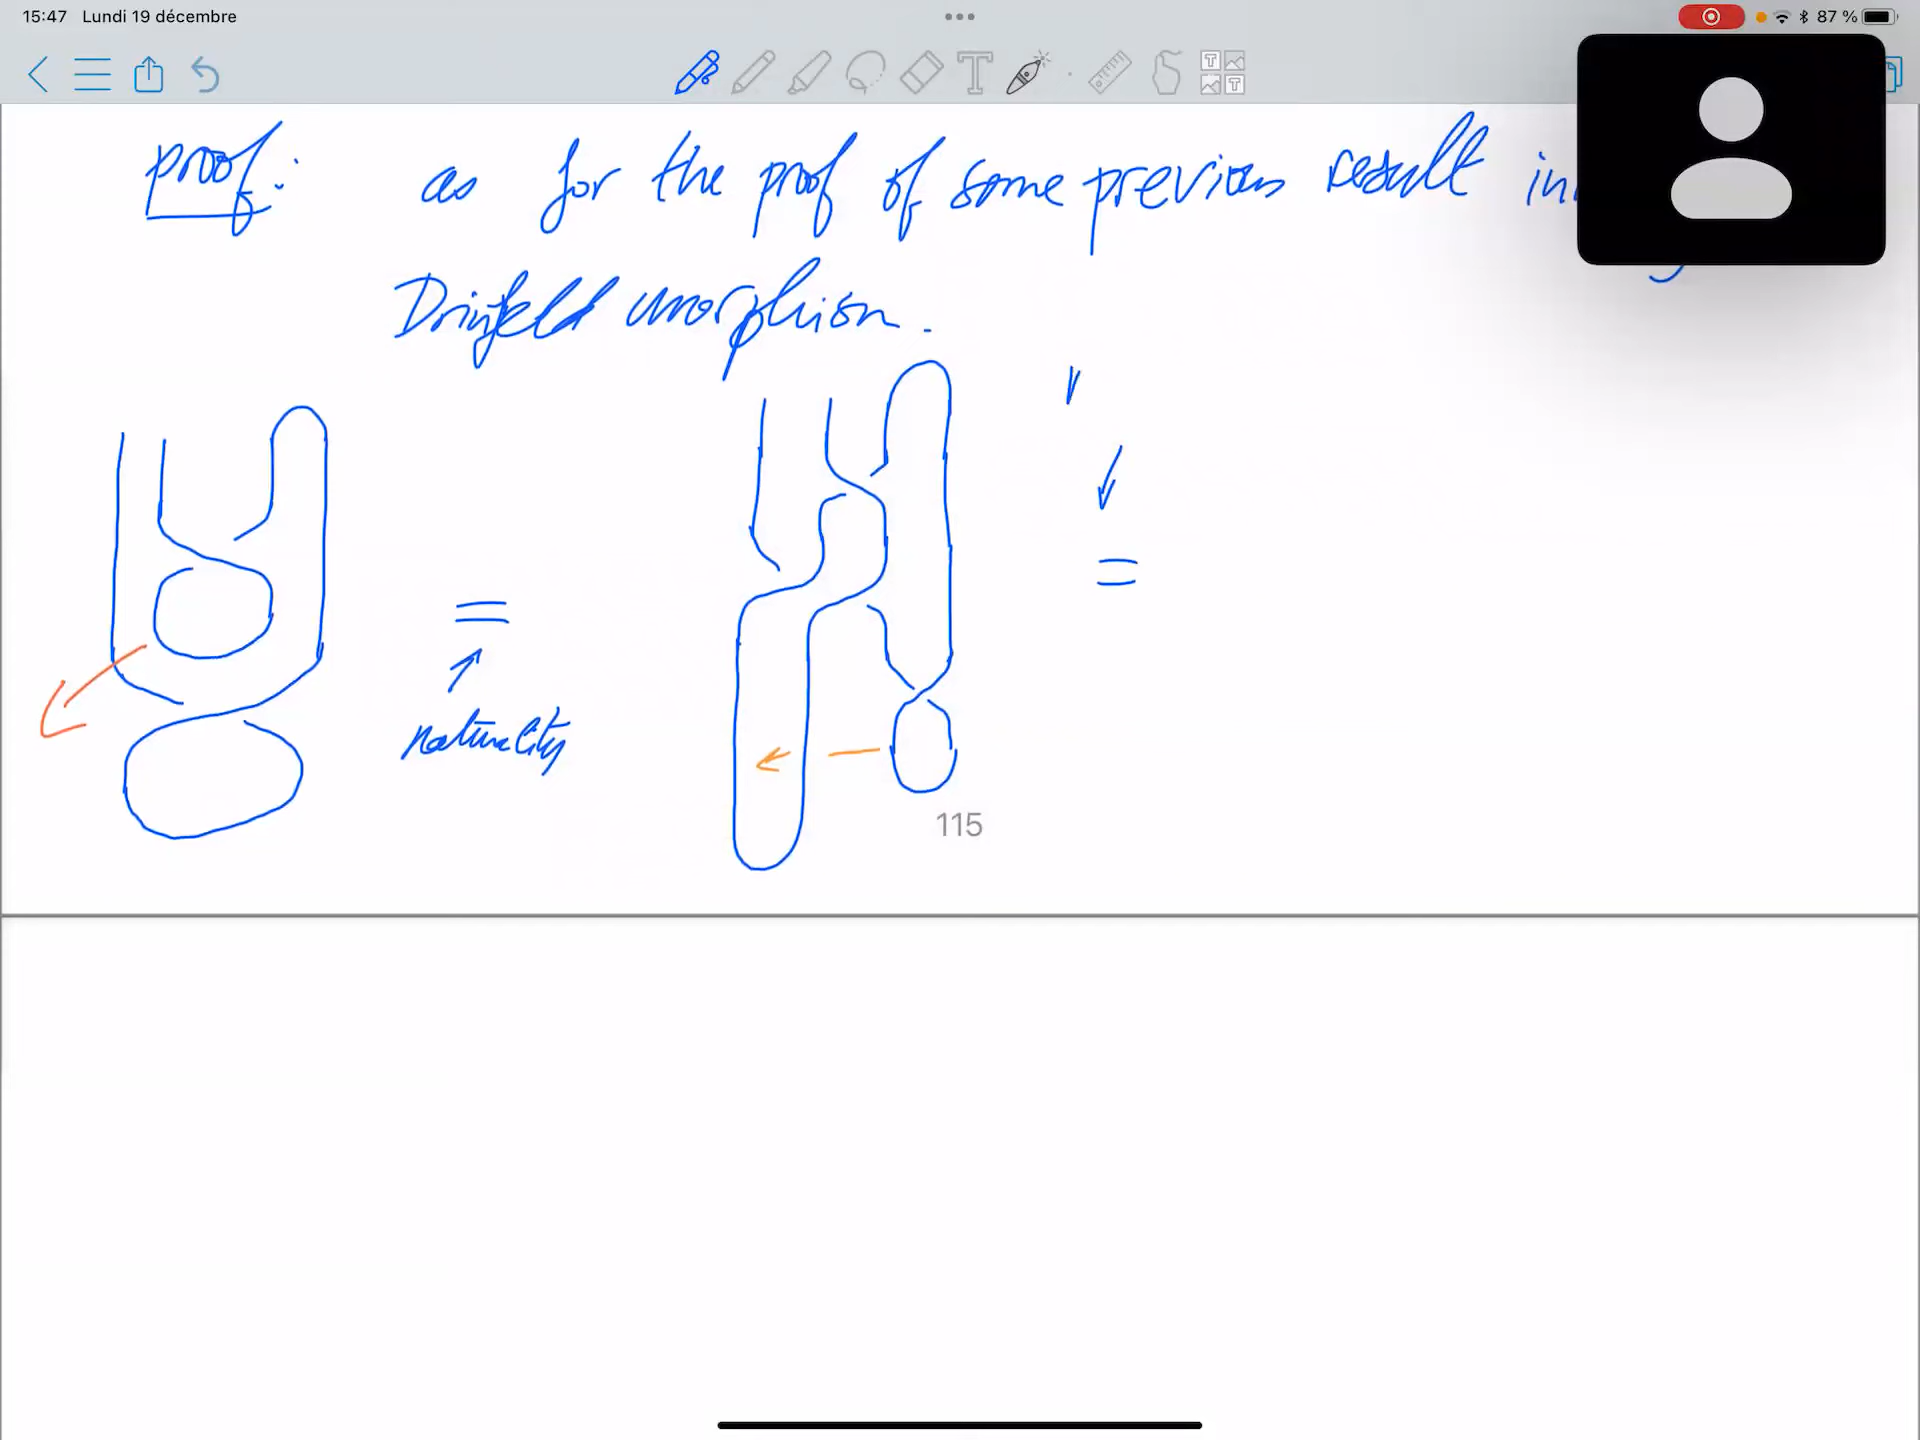 15:47 Lundi 19 décembre
87 %
proof: as for the proof of some previous result in
Drinfeld morphism.
=
naturality
=
115